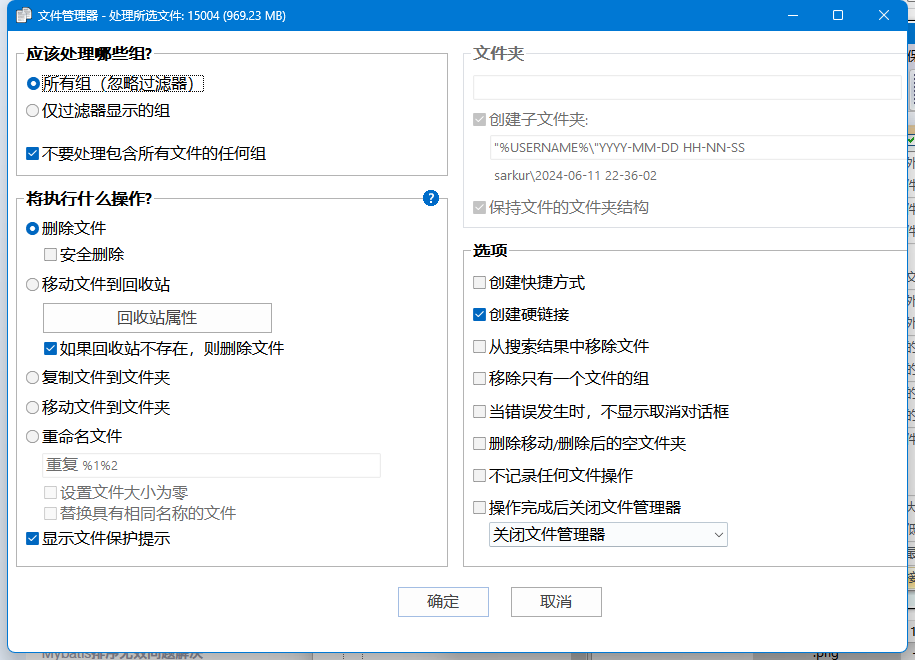 文件管理器 - 处理所选文件: 15004 (969.23 MB)
应该处理哪些组?
所有组（忽略过滤器）
仅过滤器显示的组
不要处理包含所有文件的任何组
将执行什么操作?
删除文件
安全删除
移动文件到回收站
回收站属性
如果回收站不存在，则删除文件
复制文件到文件夹
移动文件到文件夹
重命名文件
重复 %1%2
设置文件大小为零
替换具有相同名称的文件
显示文件保护提示
文件夹
创建子文件夹:
"%USERNAME%\"YYYY-MM-DD HH-NN-SS
sarkur\2024-06-11 22-36-02
保持文件的文件夹结构
选项
创建快捷方式
创建硬链接
从搜索结果中移除文件
移除只有一个文件的组
当错误发生时，不显示取消对话框
删除移动/删除后的空文件夹
不记录任何文件操作
操作完成后关闭文件管理器
关闭文件管理器
确定
取消
.png